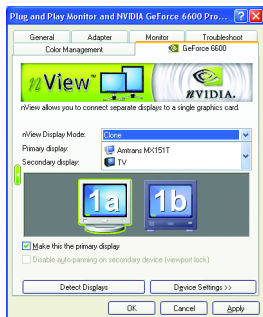 Plug and Play Monitor and NVIDIA GeForce 6600 Pro...
General Adapter Monitor Troubleshoot
Color Management GeForce 6600
nView™
NVIDIA.
nView allows you to connect separate displays to a single graphics card.
nView Display Mode: Clone
Primary display: Amtrans MX151T
Secondary display: TV
1a 1b
Make this the primary display
Disable auto-panning on secondary device (viewport lock)
Detect Displays Device Settings >>
OK Cancel Apply